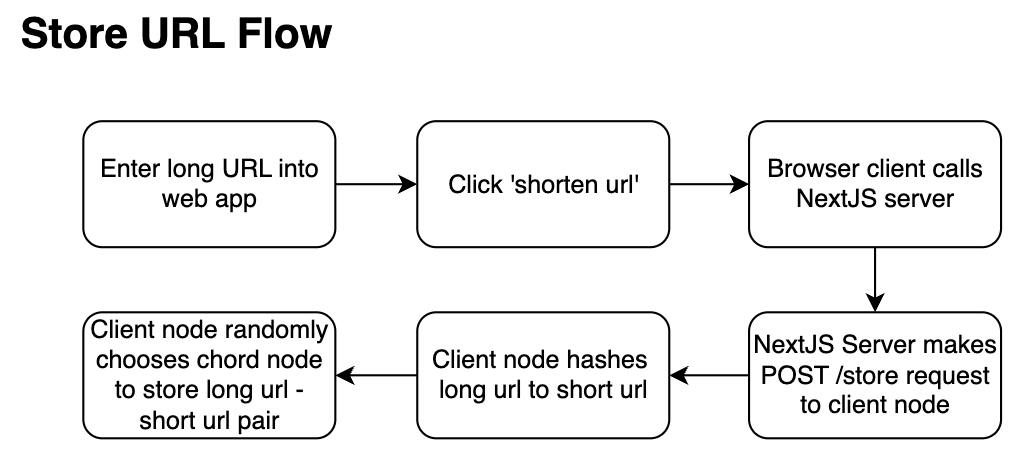 Store URL Flow
Enter long URL into
web app
Click 'shorten url'
Browser client calls
NextJS server
NextJS Server makes
POST /store request
to client node
Client node hashes
long url to short url
Client node randomly
chooses chord node
to store long url -
short url pair